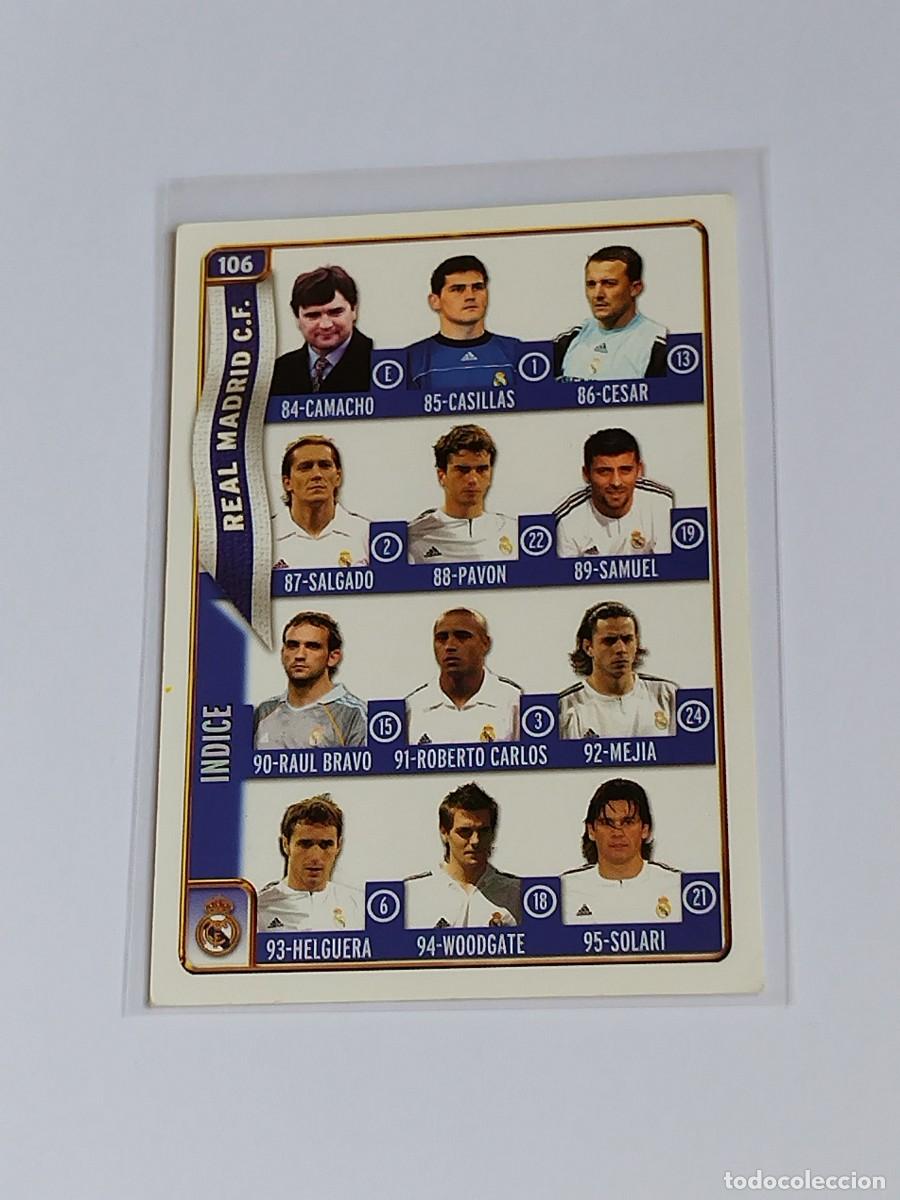 106
REAL MADRID C.F.
INDICE
E
1
13
84-CAMACHO
85-CASILLAS
86-CESAR
2
22
19
87-SALGADO
88-PAVON
89-SAMUEL
15
3
24
90-RAUL BRAVO
91-ROBERTO CARLOS
92-MEJIA
6
18
21
93-HELGUERA
94-WOODGATE
95-SOLARI
todocoleccion